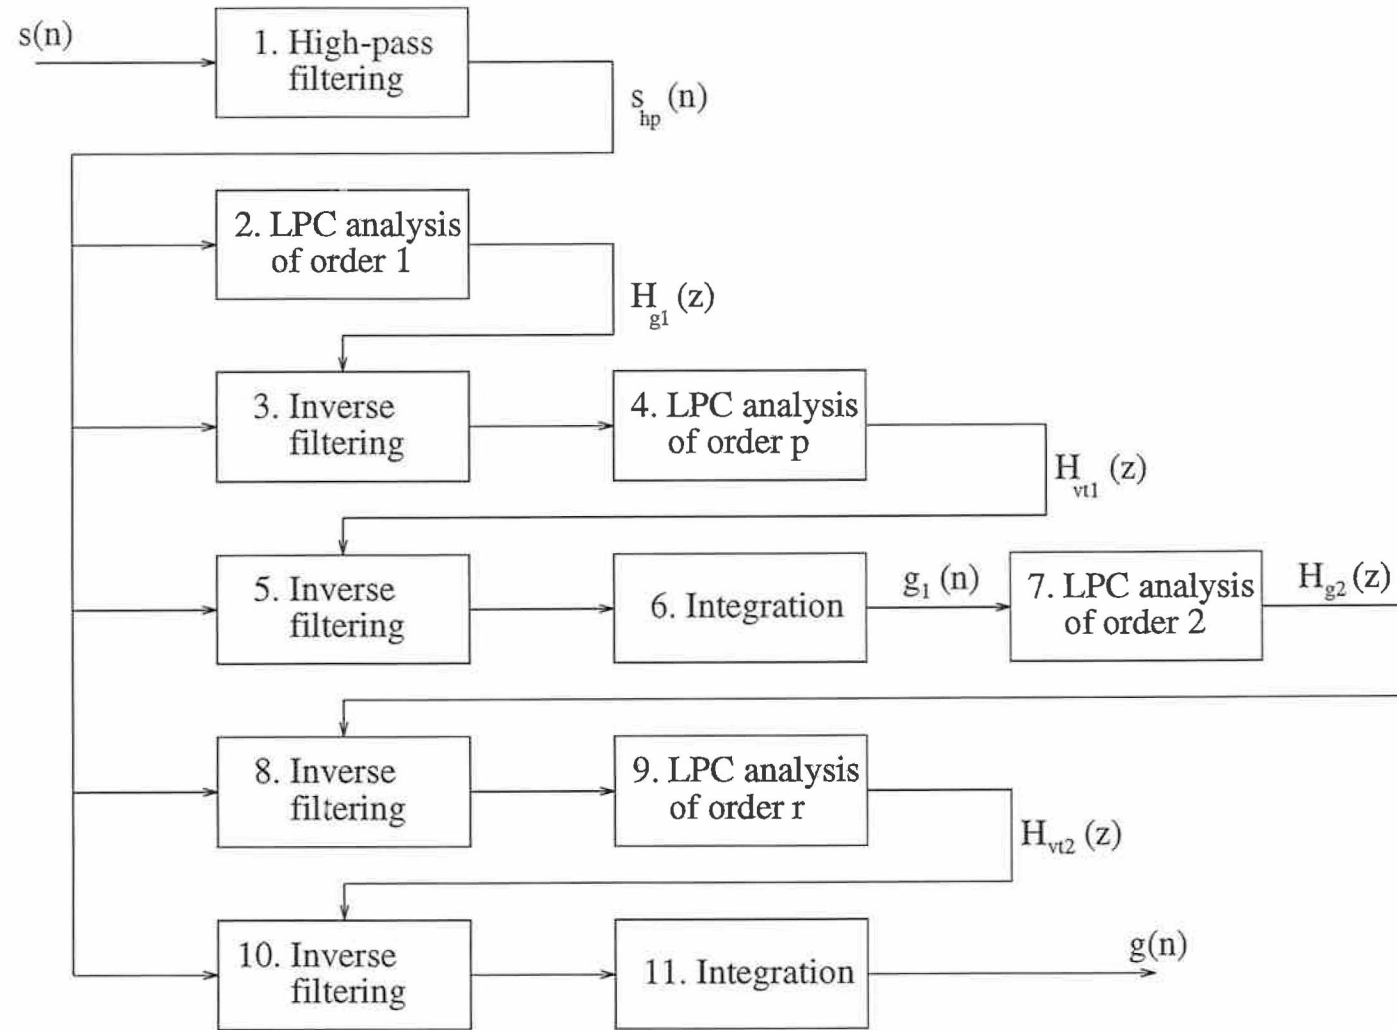 s(n)
1. High-pass
filtering
s_hp (n)
2. LPC analysis
of order 1
H_g1 (z)
3. Inverse
filtering
4. LPC analysis
of order p
H_vt1 (z)
5. Inverse
filtering
6. Integration
g_1 (n)
7. LPC analysis
of order 2
H_g2 (z)
8. Inverse
filtering
9. LPC analysis
of order r
H_vt2 (z)
10. Inverse
filtering
11. Integration
g(n)